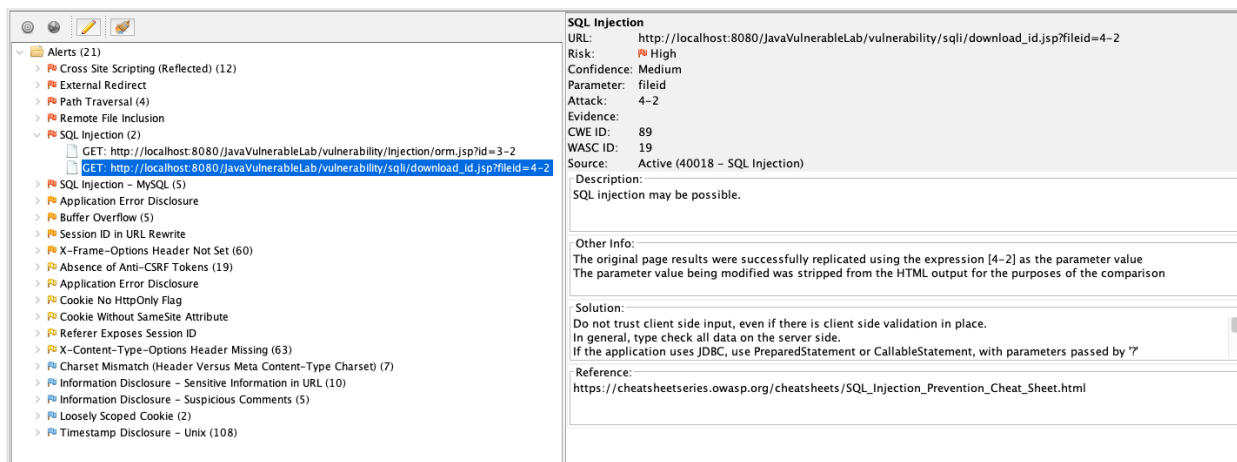 Alerts (21)
Cross Site Scripting (Reflected) (12)
External Redirect
Path Traversal (4)
Remote File Inclusion
SQL Injection (2)
GET: http://localhost:8080/JavaVulnerableLab/vulnerability/Injection/orm.jsp?id=3-2
GET: http://localhost:8080/JavaVulnerableLab/vulnerability/sqli/download_id.jsp?fileid=4-2
SQL Injection - MySQL (5)
Application Error Disclosure
Buffer Overflow (5)
Session ID in URL Rewrite
X-Frame-Options Header Not Set (60)
Absence of Anti-CSRF Tokens (19)
Application Error Disclosure
Cookie No HttpOnly Flag
Cookie Without SameSite Attribute
Referer Exposes Session ID
X-Content-Type-Options Header Missing (63)
Charset Mismatch (Header Versus Meta Content-Type Charset) (7)
Information Disclosure - Sensitive Information in URL (10)
Information Disclosure - Suspicious Comments (5)
Loosely Scoped Cookie (2)
Timestamp Disclosure - Unix (108)
SQL Injection
URL: http://localhost:8080/JavaVulnerableLab/vulnerability/sqli/download_id.jsp?fileid=4-2
Risk: High
Confidence: Medium
Parameter: fileid
Attack: 4-2
Evidence:
CWE ID: 89
WASC ID: 19
Source: Active (40018 - SQL Injection)
Description:
SQL injection may be possible.
Other Info:
The original page results were successfully replicated using the expression [4-2] as the parameter value
The parameter value being modified was stripped from the HTML output for the purposes of the comparison
Solution:
Do not trust client side input, even if there is client side validation in place.
In general, type check all data on the server side.
If the application uses JDBC, use PreparedStatement or CallableStatement, with parameters passed by '?'
Reference:
https://cheatsheetseries.owasp.org/cheatsheets/SQL_Injection_Prevention_Cheat_Sheet.html